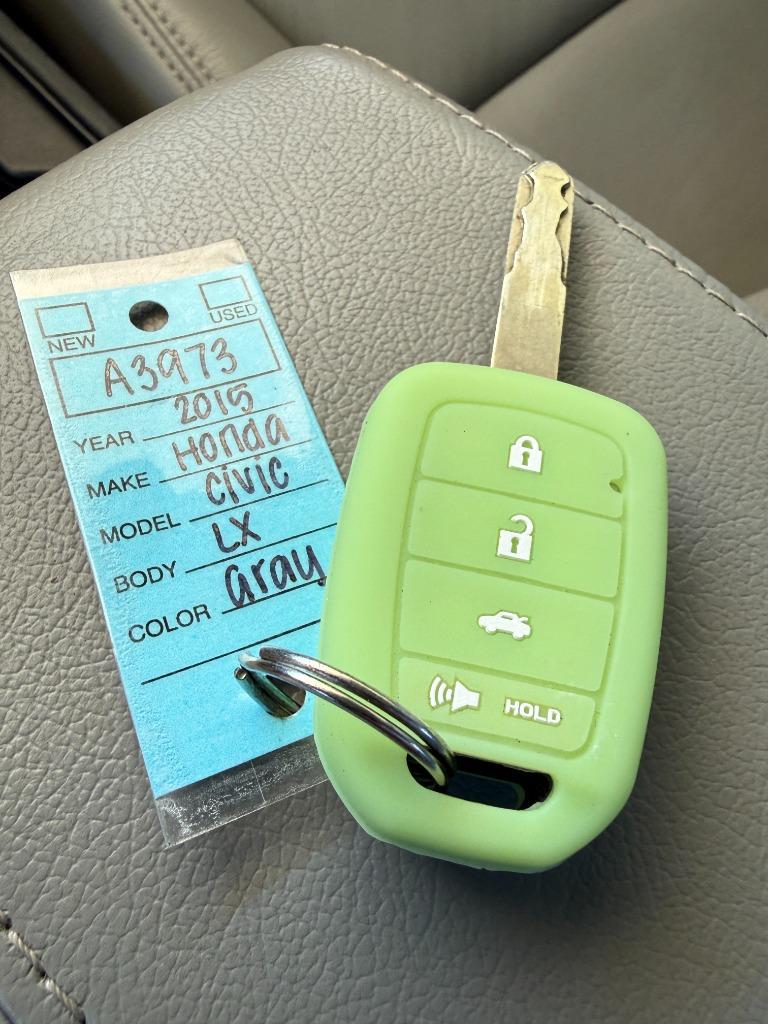 NEW USED
A3973
YEAR 2015
MAKE Honda
MODEL Civic
BODY LX
COLOR Gray
HOLD